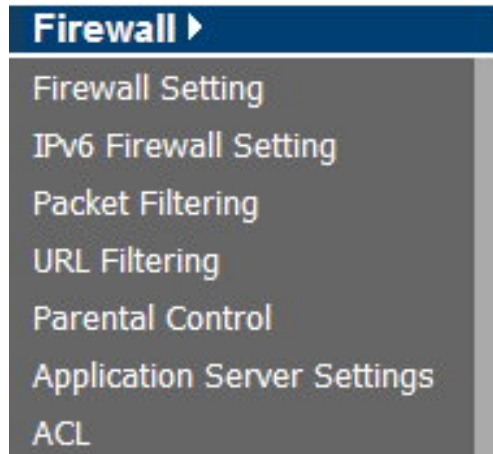 Firewall
Firewall Setting
IPv6 Firewall Setting
Packet Filtering
URL Filtering
Parental Control
Application Server Settings
ACL